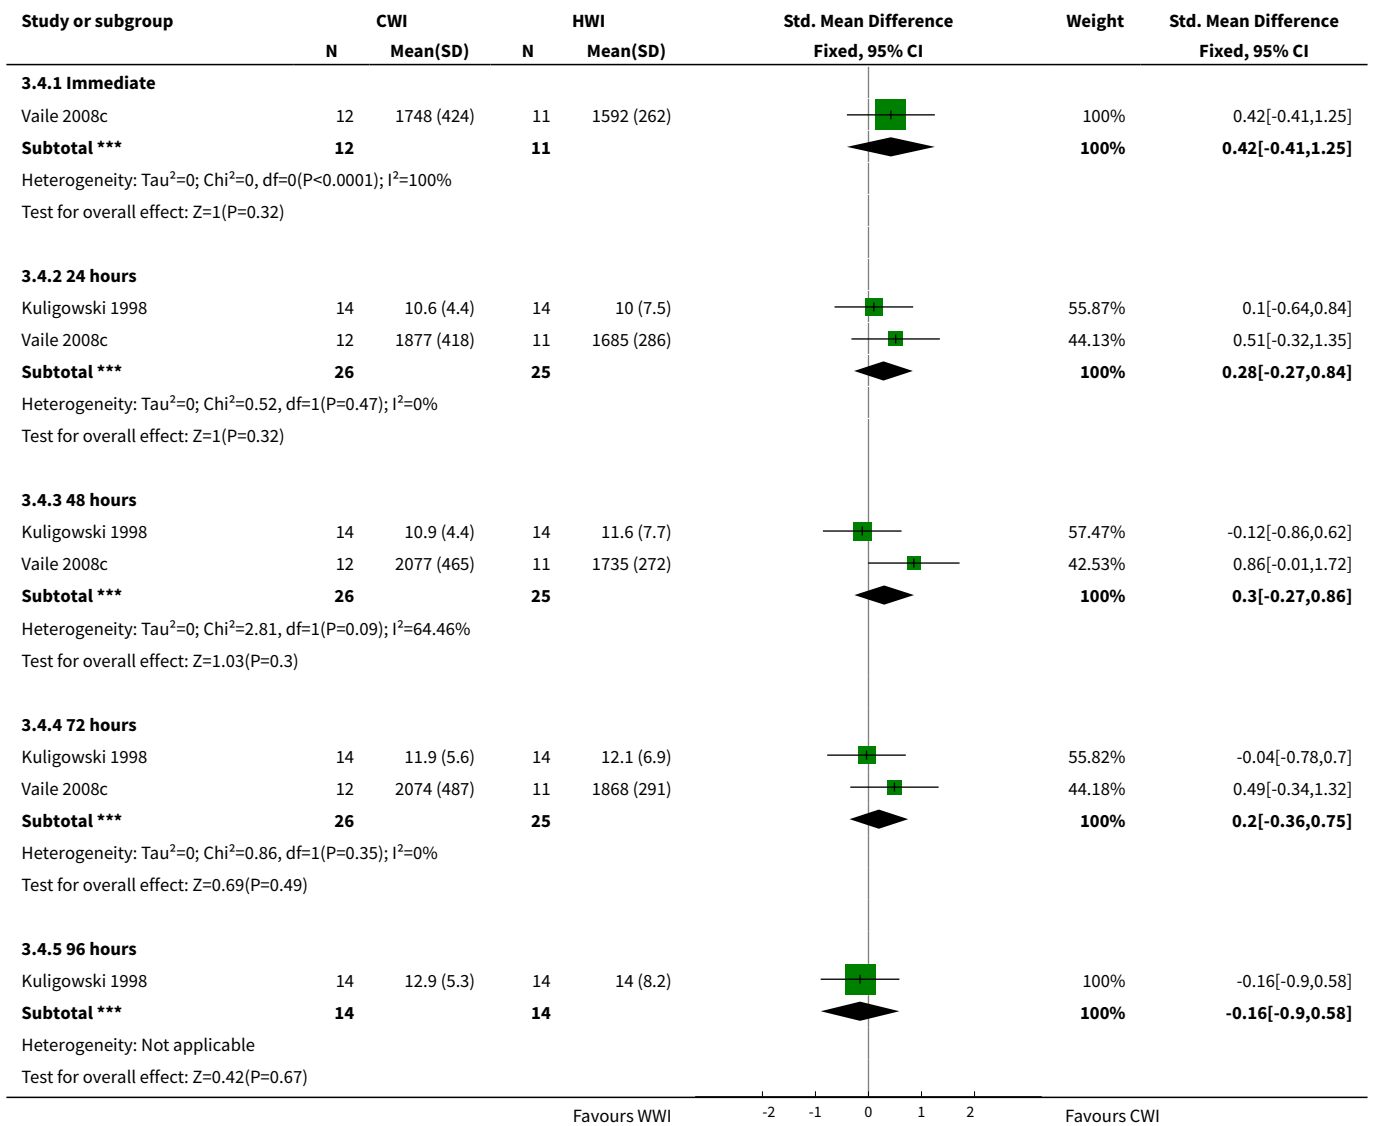 Study or subgroup CWI HWI Std. Mean Difference Weight Std. Mean Difference
N Mean(SD) N Mean(SD) Fixed, 95% CI Fixed, 95% CI
3.4.1 Immediate
Vaile 2008c 12 1748 (424) 11 1592 (262) 100% 0.42[-0.41,1.25]
Subtotal *** 12 11 100% 0.42[-0.41,1.25]
Heterogeneity: Tau²=0; Chi²=0, df=0(P<0.0001); I²=100%
Test for overall effect: Z=1(P=0.32)
3.4.2 24 hours
Kuligowski 1998 14 10.6 (4.4) 14 10 (7.5) 55.87% 0.1[-0.64,0.84]
Vaile 2008c 12 1877 (418) 11 1685 (286) 44.13% 0.51[-0.32,1.35]
Subtotal *** 26 25 100% 0.28[-0.27,0.84]
Heterogeneity: Tau²=0; Chi²=0.52, df=1(P=0.47); I²=0%
Test for overall effect: Z=1(P=0.32)
3.4.3 48 hours
Kuligowski 1998 14 10.9 (4.4) 14 11.6 (7.7) 57.47% -0.12[-0.86,0.62]
Vaile 2008c 12 2077 (465) 11 1735 (272) 42.53% 0.86[-0.01,1.72]
Subtotal *** 26 25 100% 0.3[-0.27,0.86]
Heterogeneity: Tau²=0; Chi²=2.81, df=1(P=0.09); I²=64.46%
Test for overall effect: Z=1.03(P=0.3)
3.4.4 72 hours
Kuligowski 1998 14 11.9 (5.6) 14 12.1 (6.9) 55.82% -0.04[-0.78,0.7]
Vaile 2008c 12 2074 (487) 11 1868 (291) 44.18% 0.49[-0.34,1.32]
Subtotal *** 26 25 100% 0.2[-0.36,0.75]
Heterogeneity: Tau²=0; Chi²=0.86, df=1(P=0.35); I²=0%
Test for overall effect: Z=0.69(P=0.49)
3.4.5 96 hours
Kuligowski 1998 14 12.9 (5.3) 14 14 (8.2) 100% -0.16[-0.9,0.58]
Subtotal *** 14 14 100% -0.16[-0.9,0.58]
Heterogeneity: Not applicable
Test for overall effect: Z=0.42(P=0.67)
Favours WWI -2 -1 0 1 2 Favours CWI